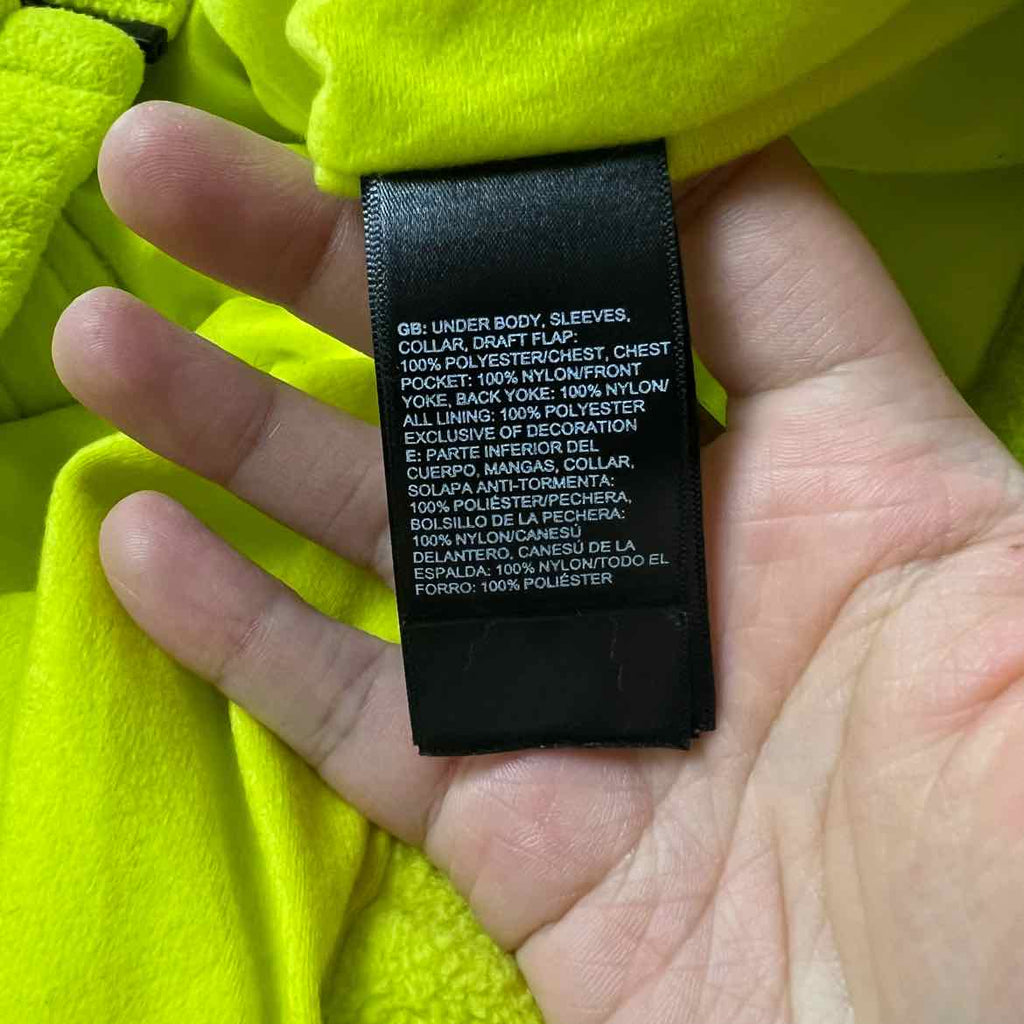 GB: UNDER BODY, SLEEVES,
COLLAR, DRAFT FLAP:
100% POLYESTER/CHEST, CHEST
POCKET: 100% NYLON/FRONT
YOKE, BACK YOKE: 100% NYLON/
ALL LINING: 100% POLYESTER
EXCLUSIVE OF DECORATION
E: PARTE INFERIOR DEL
CUERPO, MANGAS, COLLAR,
SOLAPA ANTI-TORMENTA:
100% POLIÉSTER/PECHERA,
BOLSILLO DE LA PECHERA:
100% NYLON/CANESÚ
DELANTERO, CANESÚ DE LA
ESPALDA: 100% NYLON/TODO EL
FORRO: 100% POLIÉSTER